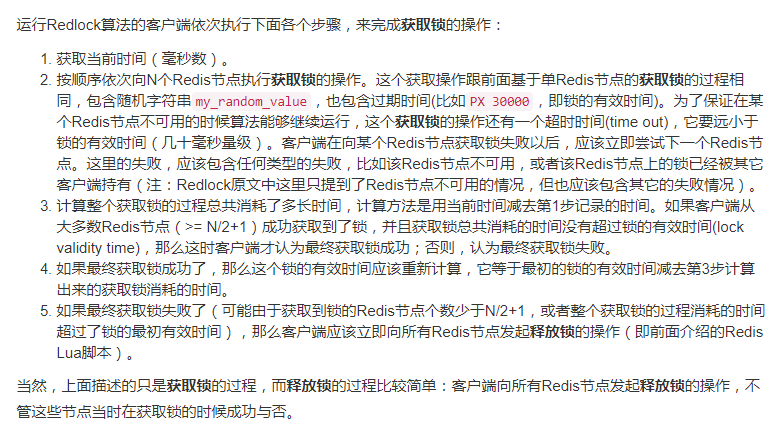 运行Redlock算法的客户端依次执行下面各个步骤，来完成获取锁的操作：
1. 获取当前时间（毫秒数）。
2. 按顺序依次向N个Redis节点执行获取锁的操作。这个获取操作跟前面基于单Redis节点的获取锁的过程相
同，包含随机字符串my_random_value，也包含过期时间(比如PX 30000，即锁的有效时间)。为了保证在某
个Redis节点不可用的时候算法能够继续运行，这个获取锁的操作还有一个超时时间(time out)，它要远小于
锁的有效时间（几十毫秒量级）。客户端在向某个Redis节点获取锁失败以后，应该立即尝试下一个Redis节
点。这里的失败，应该包含任何类型的失败，比如该Redis节点不可用，或者该Redis节点上的锁已经被其它
客户端持有（注：Redlock原文中这里只提到了Redis节点不可用的情况，但也应该包含其它的失败情况）。
3. 计算整个获取锁的过程总共消耗了多长时间，计算方法是用当前时间减去第1步记录的时间。如果客户端从
大多数Redis节点（>= N/2+1）成功获取到了锁，并且获取锁总共消耗的时间没有超过锁的有效时间(lock
validity time)，那么这时客户端才认为最终获取锁成功；否则，认为最终获取锁失败。
4. 如果最终获取锁成功了，那么这个锁的有效时间应该重新计算，它等于最初的锁的有效时间减去第3步计算
出来的获取锁消耗的时间。
5. 如果最终获取锁失败了（可能由于获取到锁的Redis节点个数少于N/2+1，或者整个获取锁的过程消耗的时间
超过了锁的最初有效时间），那么客户端应该立即向所有Redis节点发起释放锁的操作（即前面介绍的Redis
Lua脚本）。
当然，上面描述的只是获取锁的过程，而释放锁的过程比较简单：客户端向所有Redis节点发起释放锁的操作，不
管这些节点当时在获取锁的时候成功与否。